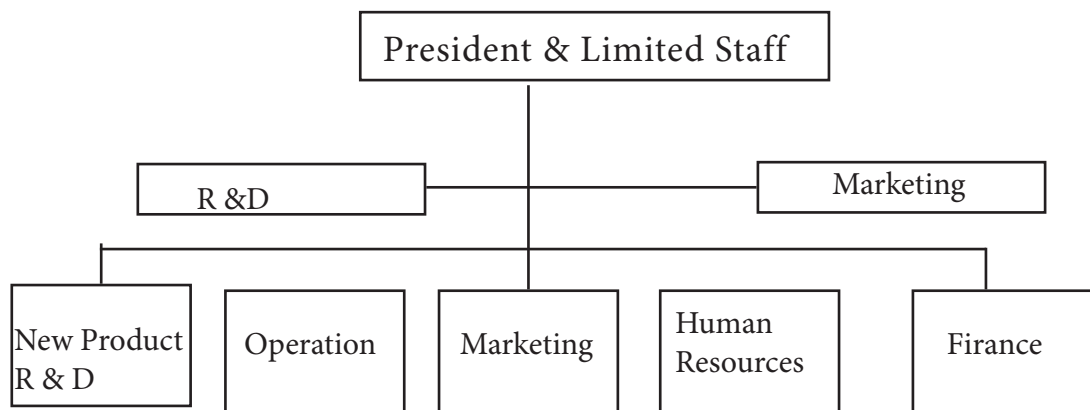 President & Limited Staff
R &D
Marketing
New Product
R & D
Operation
Marketing
Human
Resources
Firance